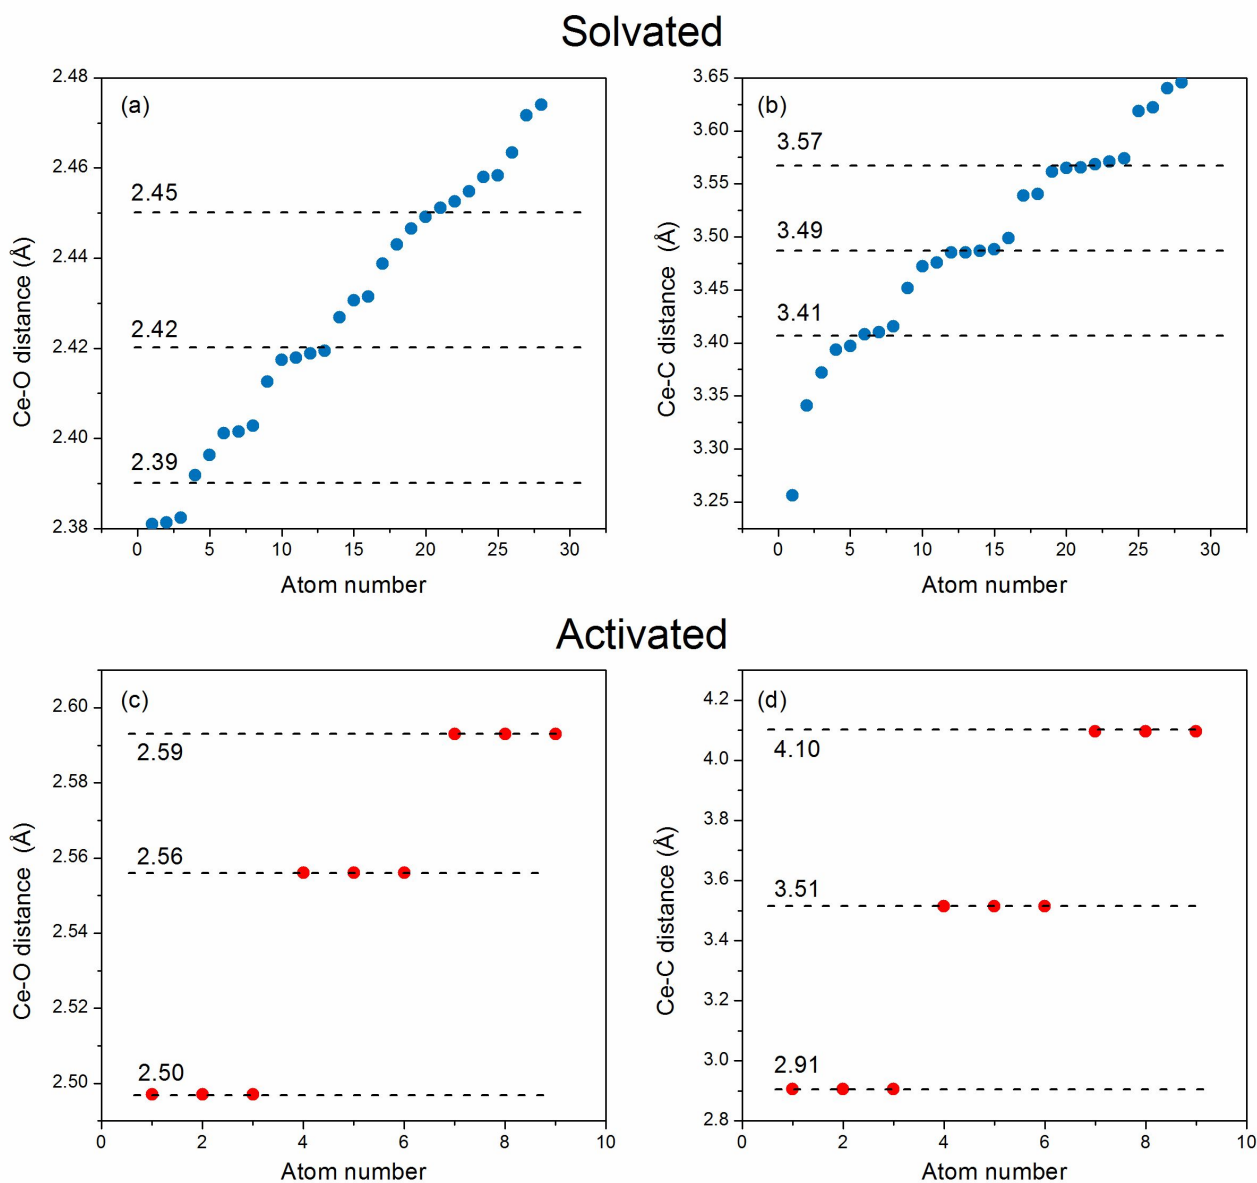 Solvated
(a)
2.48
2.46
2.44
2.42
2.40
2.38
2.45
2.42
2.39
Ce-O distance (Å)
0 5 10 15 20 25 30
Atom number
(b)
3.65
3.60
3.55
3.50
3.45
3.40
3.35
3.30
3.25
3.57
3.49
3.41
Ce-C distance (Å)
0 5 10 15 20 25 30
Atom number
Activated
(c)
2.60
2.58
2.56
2.54
2.52
2.50
2.59
2.56
2.50
Ce-O distance (Å)
0 2 4 6 8 10
Atom number
(d)
4.2
4.0
3.8
3.6
3.4
3.2
3.0
2.8
4.10
3.51
2.91
Ce-C distance (Å)
0 2 4 6 8 10
Atom number